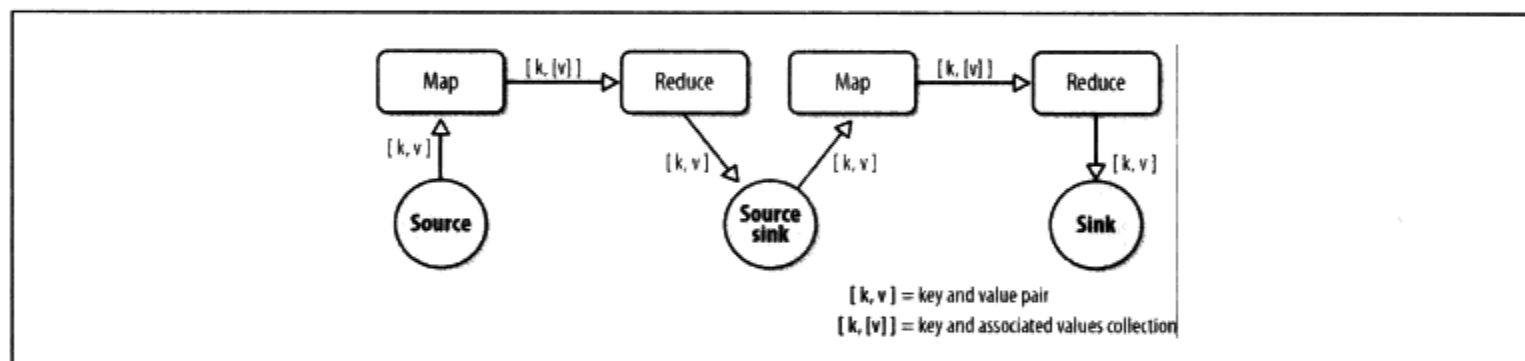 Map [ k, [v] ] Reduce Map [ k, [v] ] Reduce
[ k, v ] [ k, v ] [ k, v ] [ k, v ]
Source Source
sink Sink
[ k, v ] = key and value pair
[ k, [v] ] = key and associated values collection